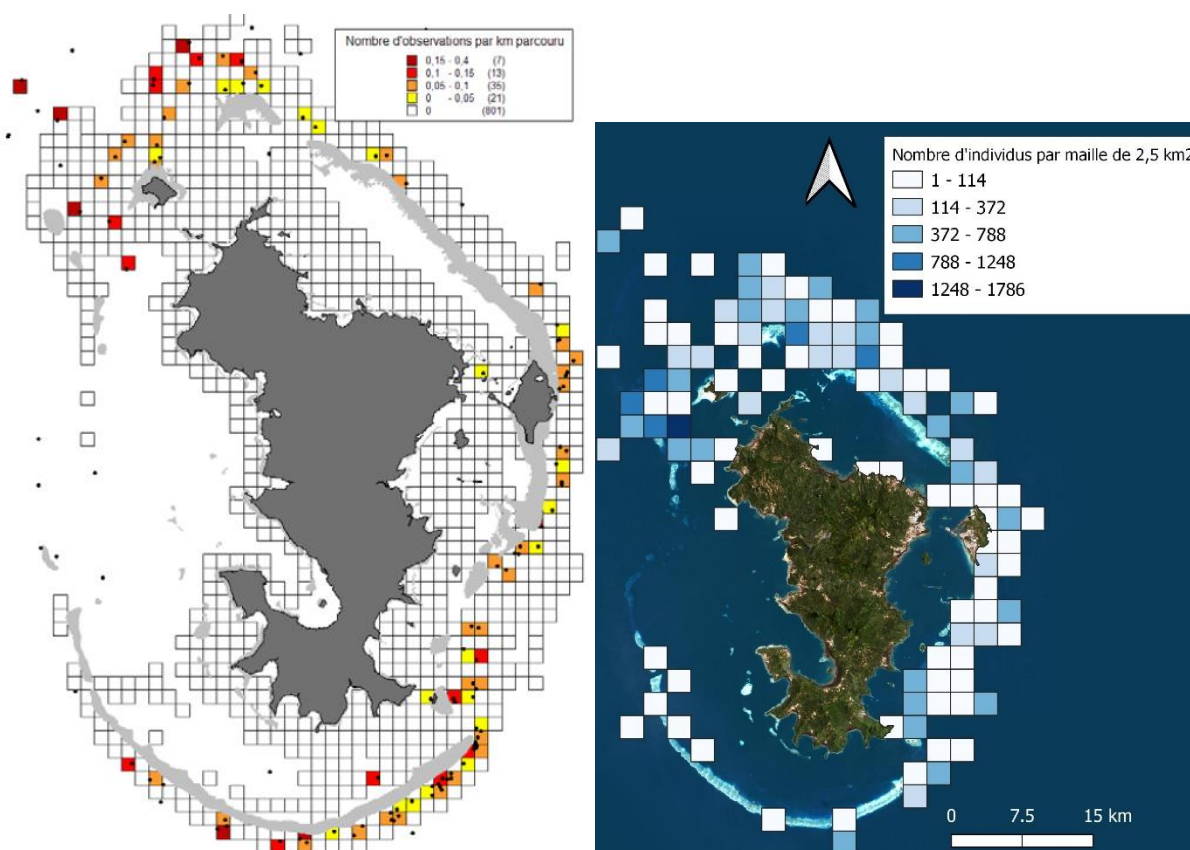 Nombre d'observations par km parcouru
0,15 - 0,4 (7)
0,1 - 0,15 (13)
0,05 - 0,1 (35)
0 - 0,05 (21)
0 (801)
Nombre d'individus par maille de 2,5 km2
1 - 114
114 - 372
372 - 788
788 - 1248
1248 - 1786
0 7.5 15 km